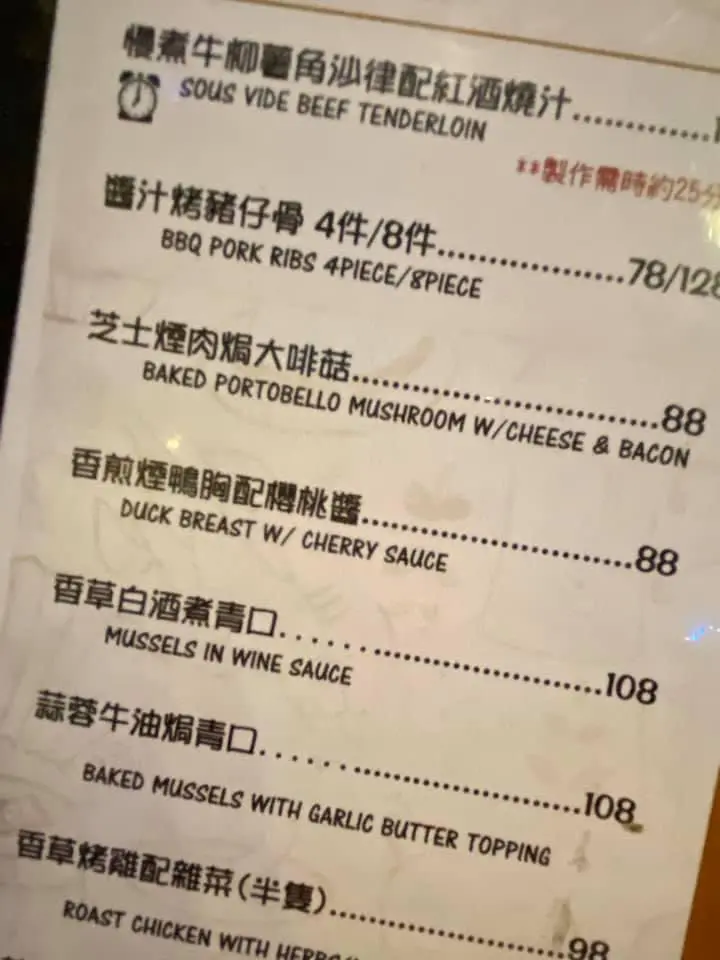 慢煮牛柳薯角沙律配紅酒燒汁..............1
SOUS VIDE BEEF TENDERLOIN
**製作需時約25分
醬汁烤豬仔骨 4件/8件..................78/128
BBQ PORK RIBS 4PIECE/8PIECE
芝士煙肉焗大啡菇..............................88
BAKED PORTOBELLO MUSHROOM W/CHEESE & BACON
香煎煙鴨胸配櫻桃醬..........................88
DUCK BREAST W/ CHERRY SAUCE
香草白酒煮青口..............................108
MUSSELS IN WINE SAUCE
蒜蓉牛油焗青口..............................108
BAKED MUSSELS WITH GARLIC BUTTER TOPPING
香草烤雞配雜菜(半隻)......................98
ROAST CHICKEN WITH